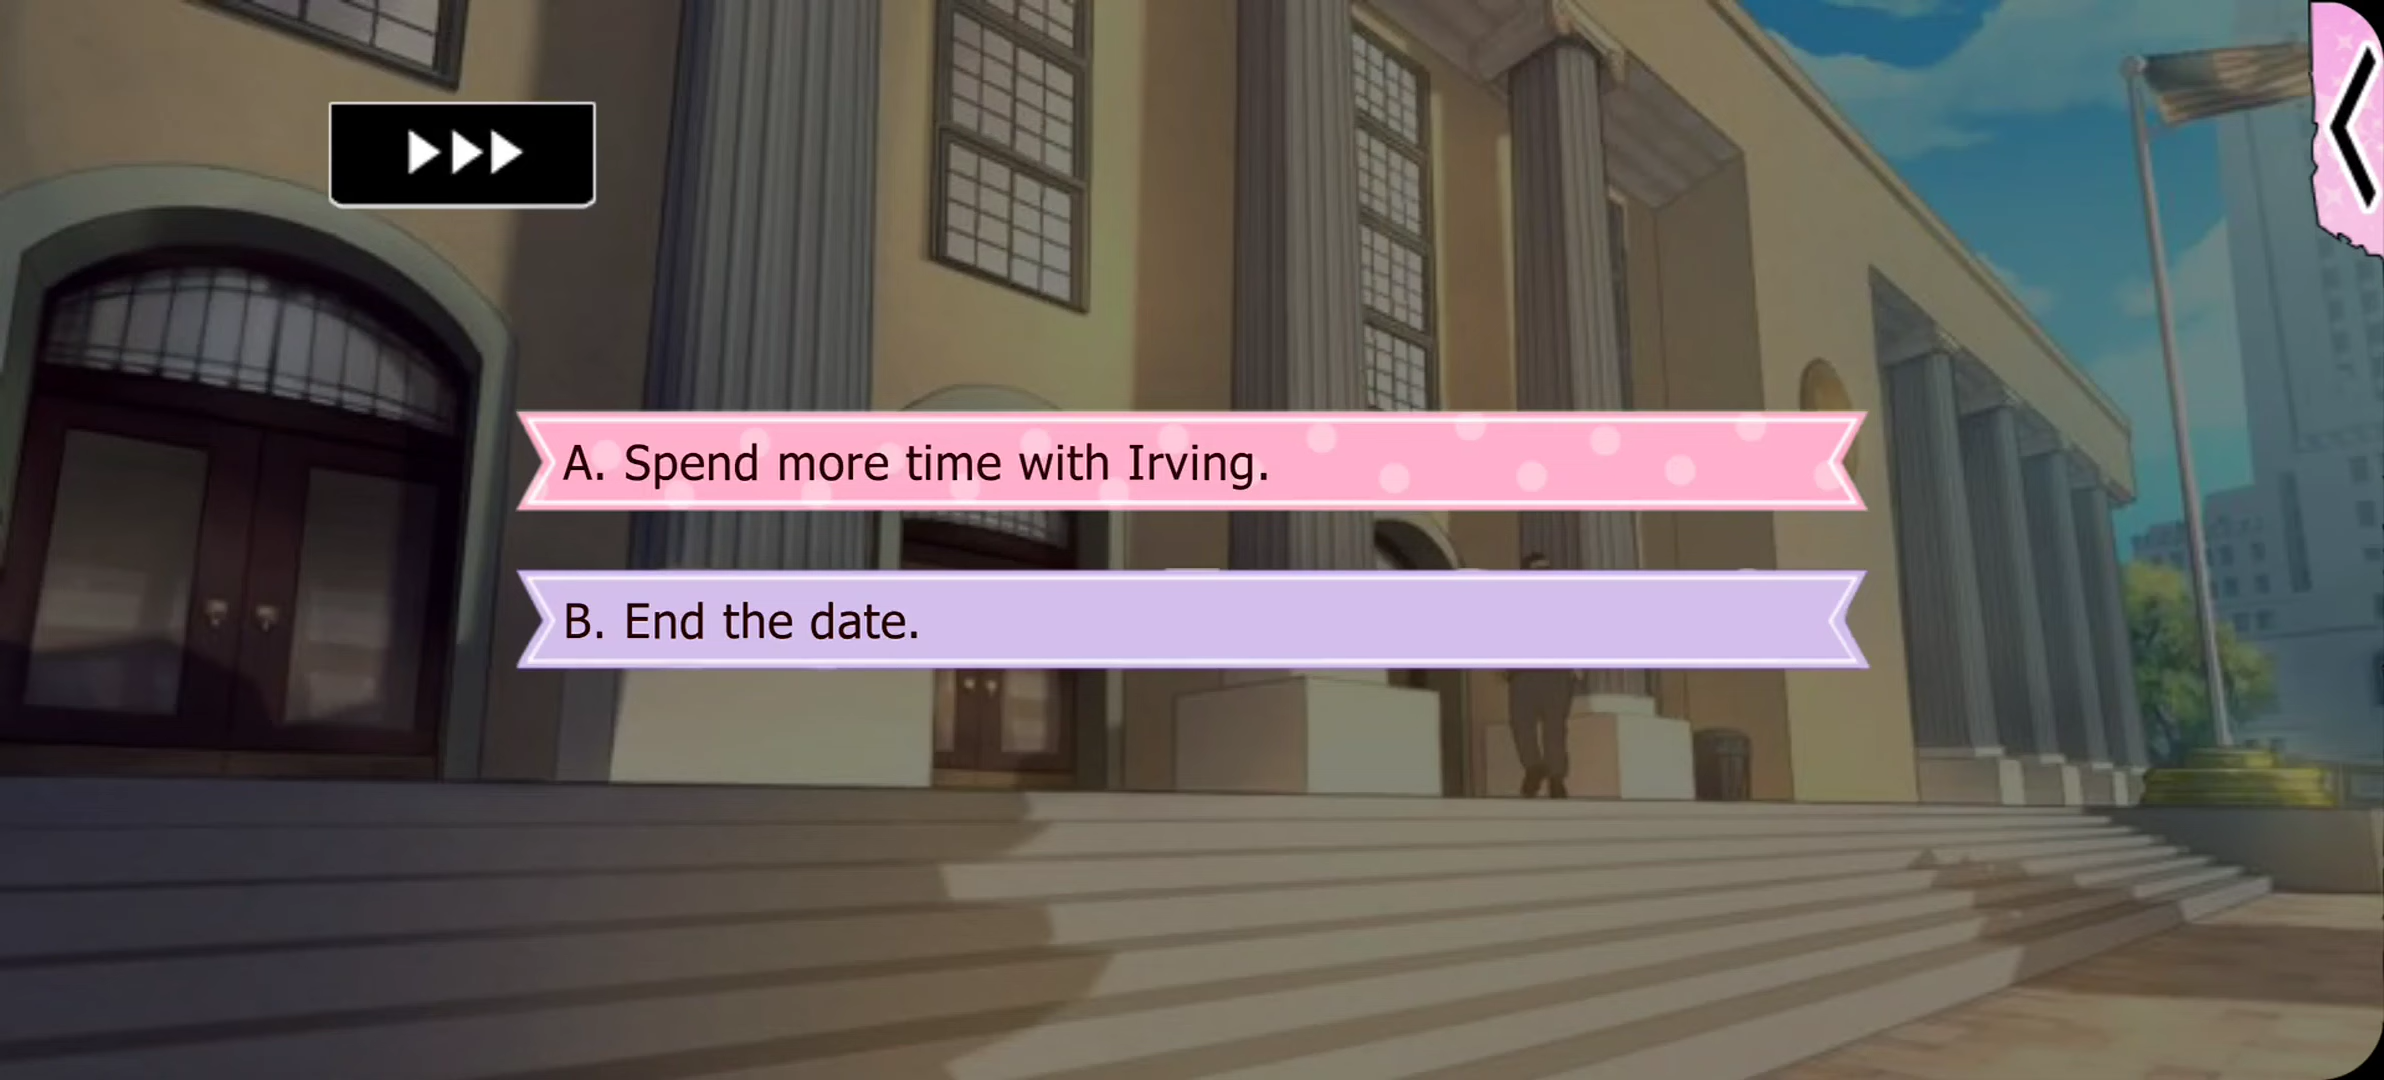 A. Spend more time with Irving.
B. End the date.